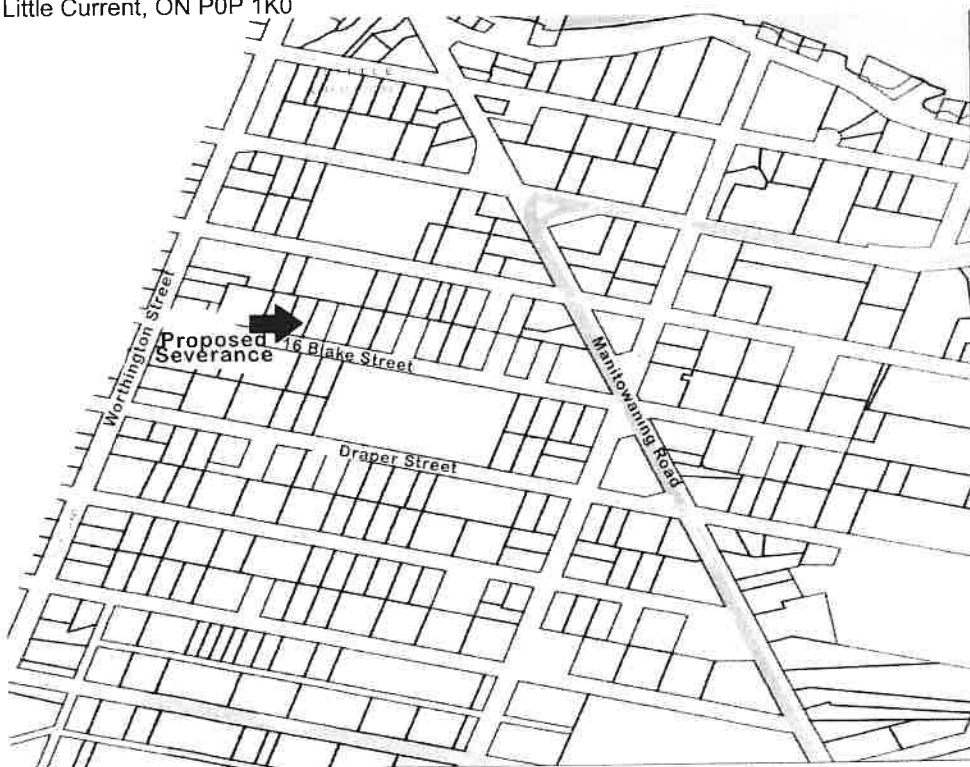 Little Current, ON P0P 1K0
Worthington Street
Proposed
Severance
16 Blake Street
Manitowaning Road
Draper Street